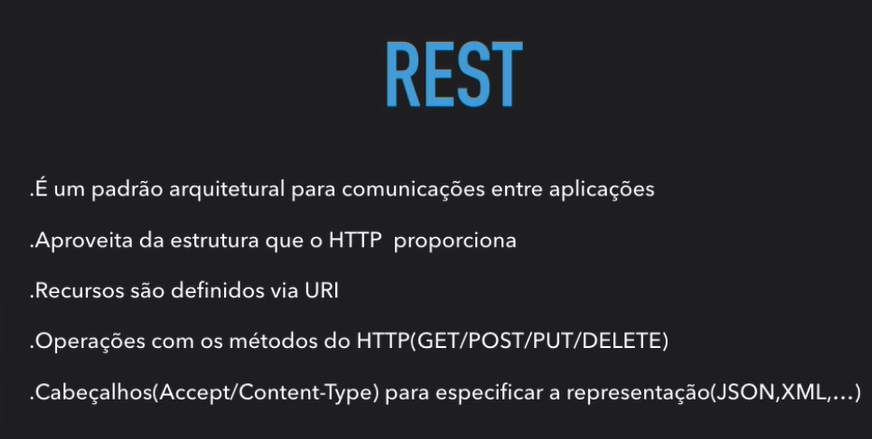 REST
.É um padrão arquitetural para comunicações entre aplicações
.Aproveita da estrutura que o HTTP  proporciona
.Recursos são definidos via URI
.Operações com os métodos do HTTP(GET/POST/PUT/DELETE)
.Cabeçalhos(Accept/Content-Type) para especificar a representação(JSON,XML,...)